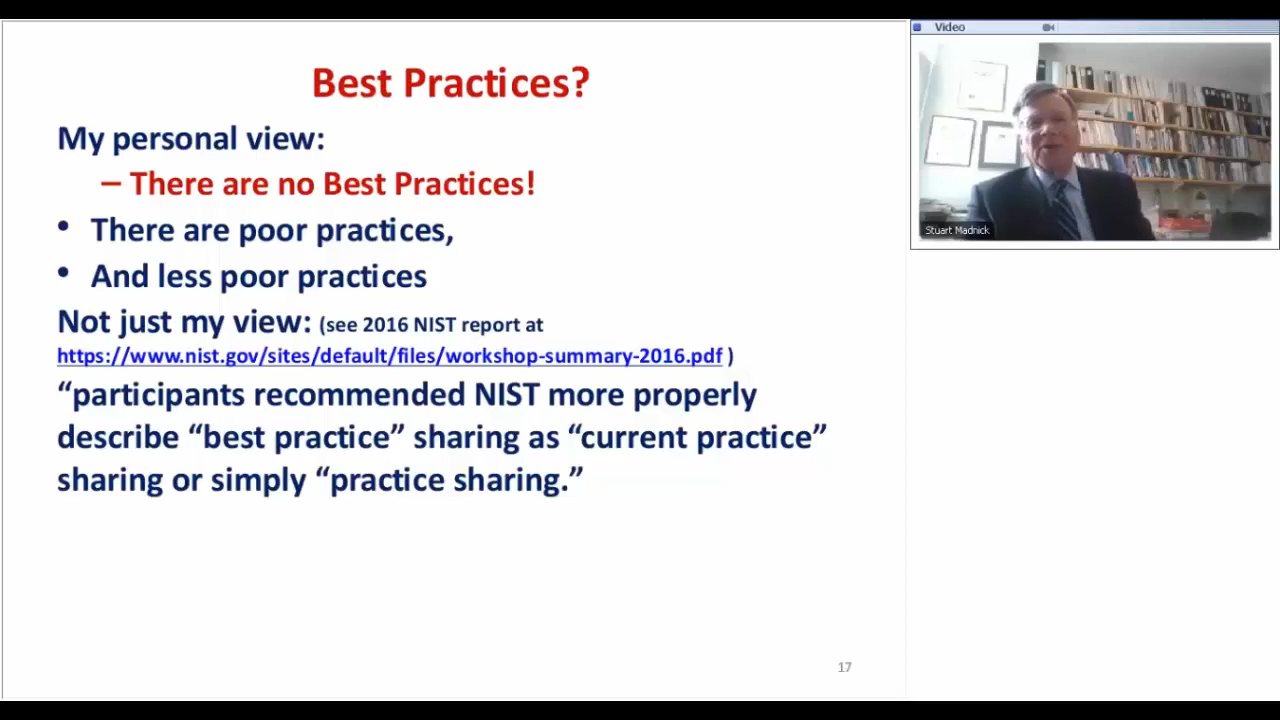 Best Practices?
My personal view:
– There are no Best Practices!
• There are poor practices,
• And less poor practices
Not just my view: (see 2016 NIST report at
https://www.nist.gov/sites/default/files/workshop-summary-2016.pdf )
“participants recommended NIST more properly
describe “best practice” sharing as “current practice”
sharing or simply “practice sharing.”
17
Video
Stuart Madnick